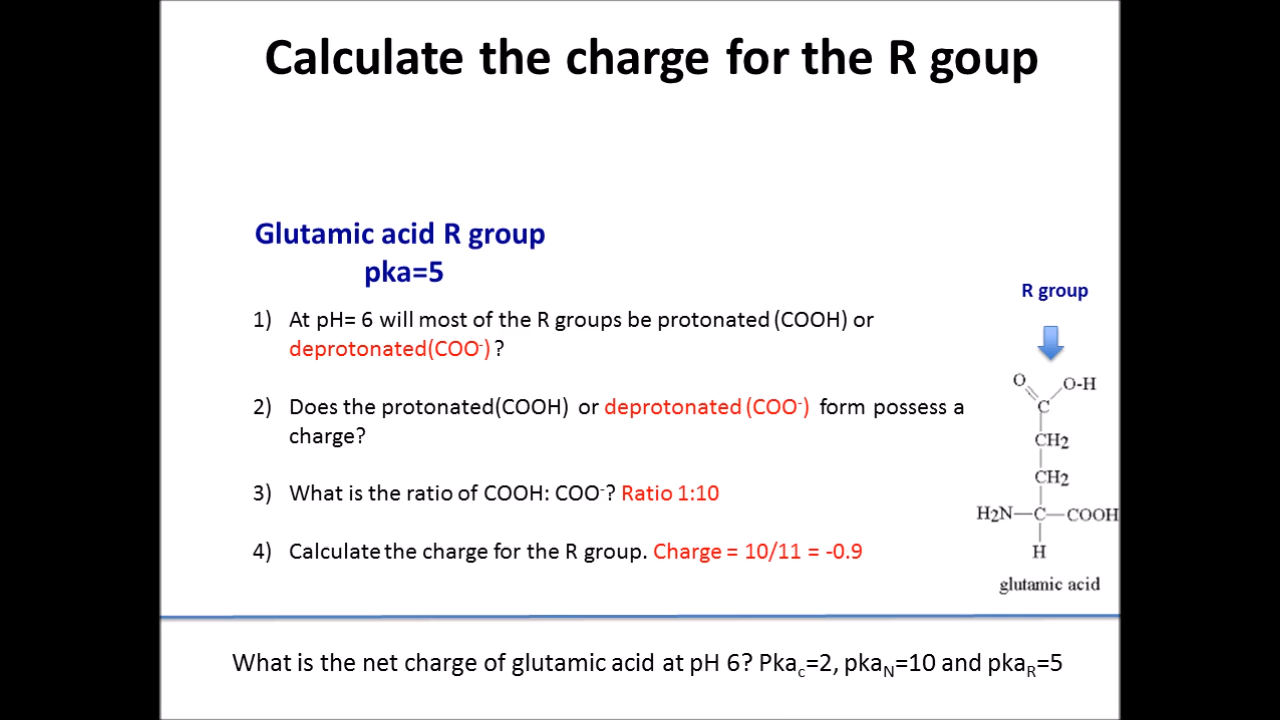 Calculate the charge for the R goup
Glutamic acid R group
pka=5
1) At pH= 6 will most of the R groups be protonated (COOH) or
deprotonated(COO-) ?
2) Does the protonated(COOH) or deprotonated (COO-) form possess a
charge?
3) What is the ratio of COOH: COO-? Ratio 1:10
4) Calculate the charge for the R group. Charge = 10/11 = -0.9
R group
O O-H
C
CH2
CH2
H2N—C—COOH
H
glutamic acid
What is the net charge of glutamic acid at pH 6? Pkac=2, pkaN=10 and pkaR=5